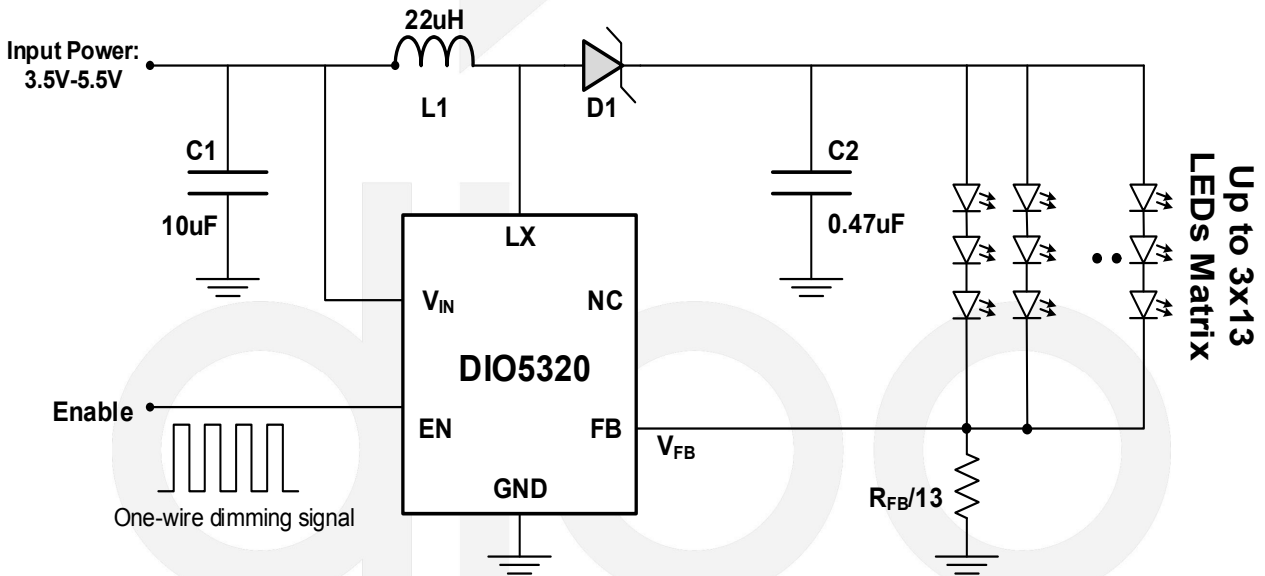 22uH
Input Power:
3.5V-5.5V
L1
D1
C1
10uF
C2
0.47uF
Up to 3x13
LEDs Matrix
LX
VIN
NC
DIO5320
Enable
EN
FB
VFB
GND
One-wire dimming signal
RFB/13
dioo